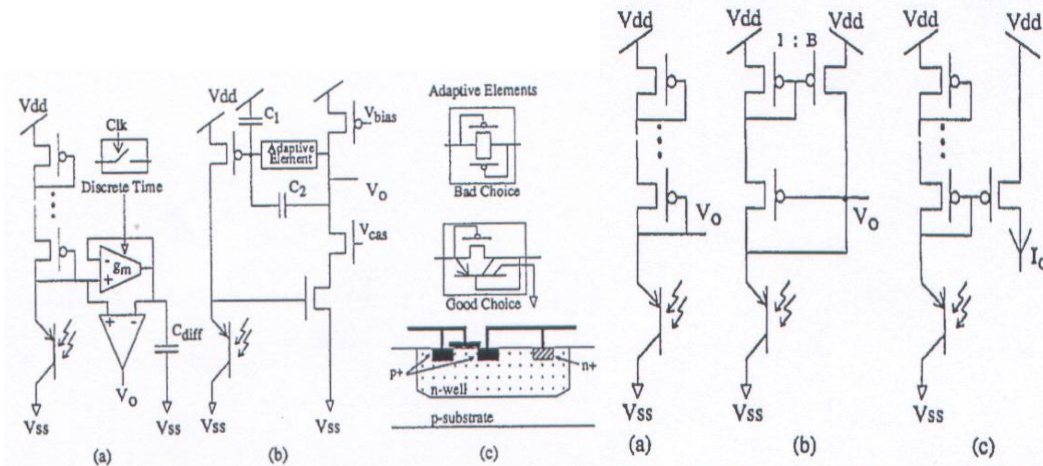 Vdd
Clk
Discrete Time
gm
- +
+ -
Cdiff
Vo
Vss
Vss
(a)
Vdd
C1
Adaptive
Element
C2
Vbias
Vo
Vcas
Vss
(b)
Adaptive Elements
Bad Choice
Good Choice
p+
n+
n-well
p-substrate
(c)
Vdd
Vo
Vss
(a)
Vdd
Vdd
1 : B
Vo
Vss
(b)
Vdd
Vdd
Vss
(c)